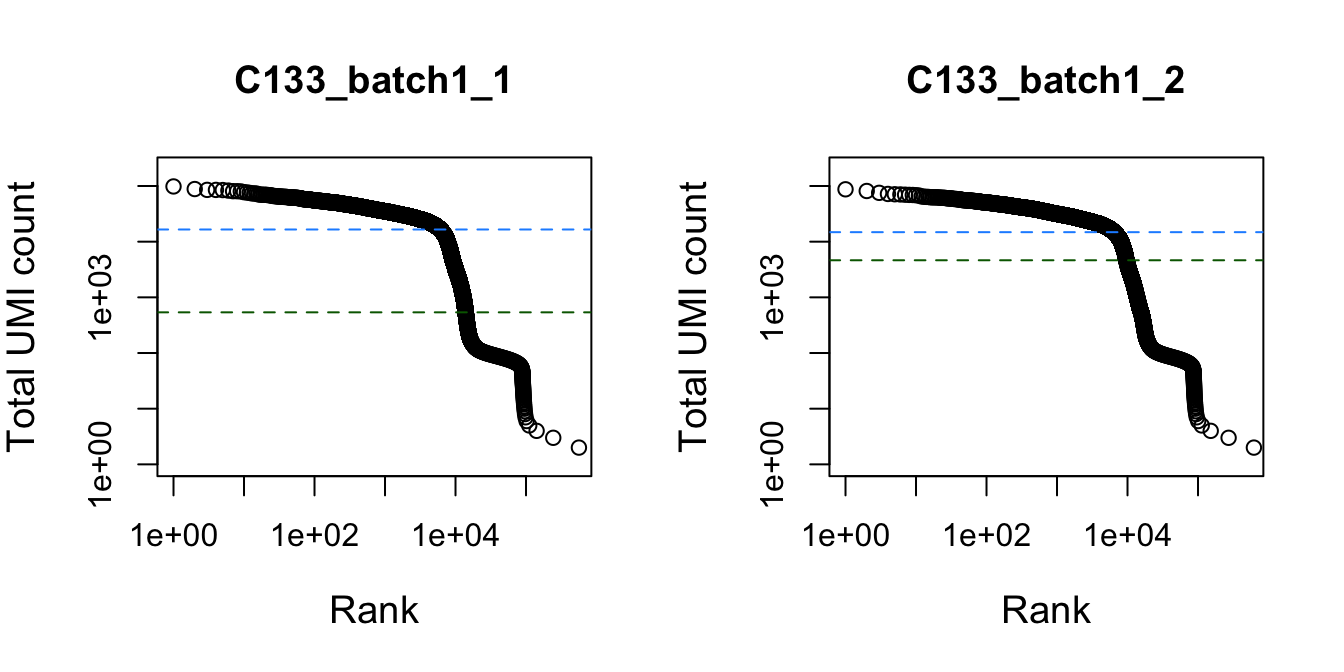 C133_batch1_1
Total UMI count
1e+03
1e+00
1e+00 1e+02 1e+04
Rank
C133_batch1_2
Total UMI count
1e+03
1e+00
1e+00 1e+02 1e+04
Rank